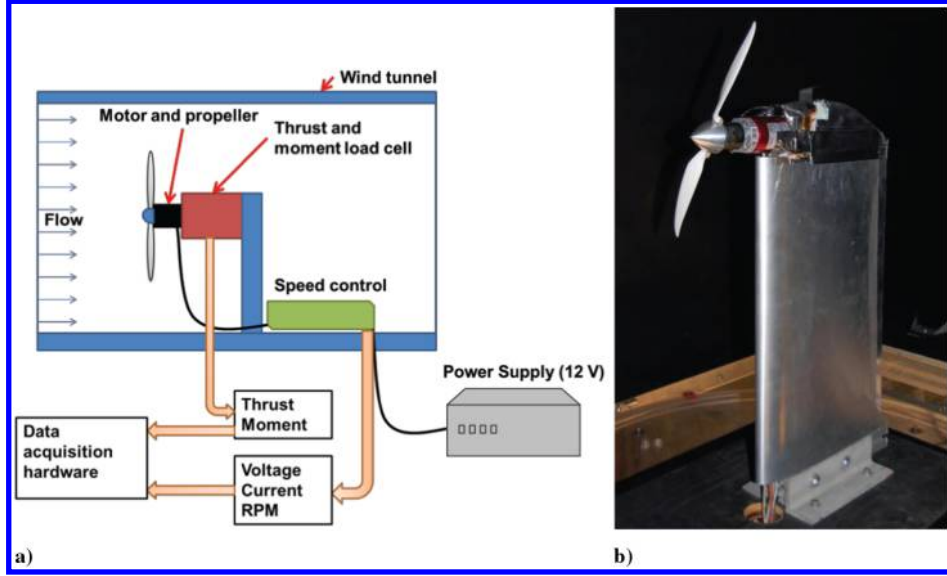 Wind tunnel
Motor and propeller
Thrust and
moment load cell
Flow
Speed control
Power Supply (12 V)
Thrust
Moment
Data
acquisition
hardware
Voltage
Current
RPM
a)
b)